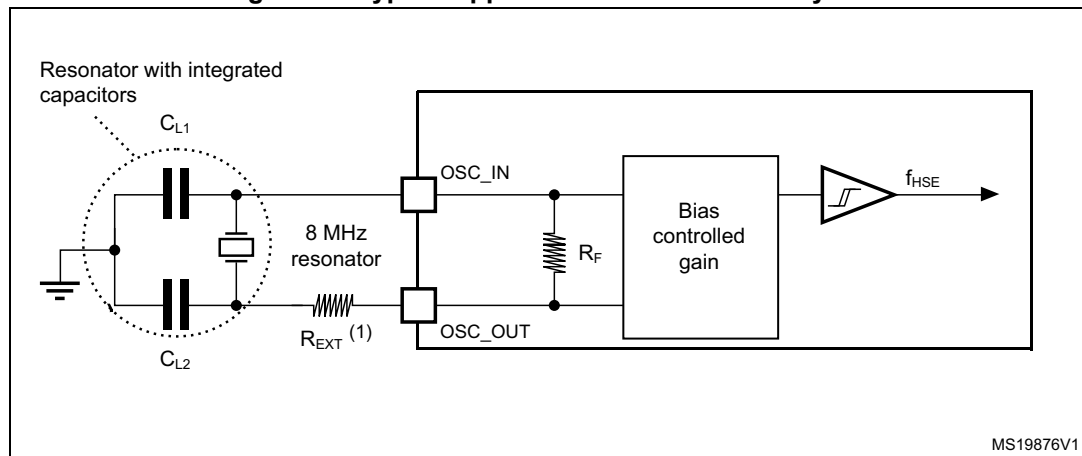 Resonator with integrated
capacitors
CL1
OSC_IN
fHSE
8 MHz
resonator
RF
Bias
controlled
gain
REXT (1)
OSC_OUT
CL2
MS19876V1